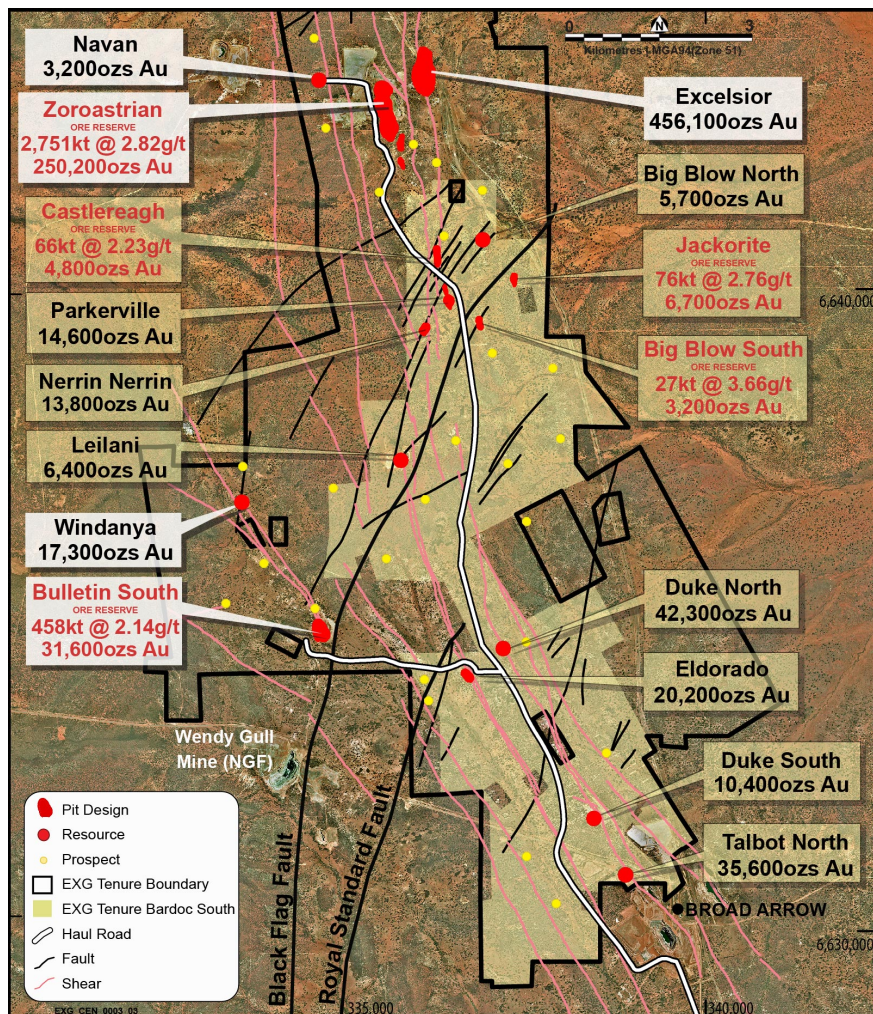 0
N
3
Kilometres (MGA94/Zone 51)
Navan
3,200ozs Au
Zoroastrian
ORE RESERVE
2,751kt @ 2.82g/t
250,200ozs Au
Excelsior
456,100ozs Au
Big Blow North
5,700ozs Au
Castlereagh
ORE RESERVE
66kt @ 2.23g/t
4,800ozs Au
Jackorite
ORE RESERVE
76kt @ 2.76g/t
6,700ozs Au
6,640,000
Parkerville
14,600ozs Au
Big Blow South
ORE RESERVE
27kt @ 3.66g/t
3,200ozs Au
Nerrin Nerrin
13,800ozs Au
Leilani
6,400ozs Au
Windanya
17,300ozs Au
Bulletin South
ORE RESERVE
458kt @ 2.14g/t
31,600ozs Au
Duke North
42,300ozs Au
Eldorado
20,200ozs Au
Wendy Gull
Mine (NGF)
Duke South
10,400ozs Au
Talbot North
35,600ozs Au
BROAD ARROW
6,630,000
Black Flag Fault
Royal Standard Fault
Pit Design
Resource
Prospect
EXG Tenure Boundary
EXG Tenure Bardoc South
Haul Road
Fault
Shear
EXG_CEN_0003_03
335,000
340,000